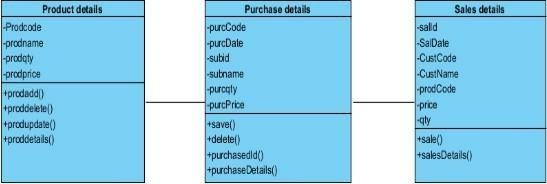 Product details
-Prodcode
-prodname
-prodqty
-prodprice
+prodadd()
+proddelete()
+produpdate()
+proddetails()
Purchase details
-purcCode
-purcDate
-subid
-subname
-purcqty
-purcPrice
+save()
+delete()
+purchasedId()
+purchaseDetails()
Sales details
-salId
-SalDate
-CustCode
-CustName
-prodCode
-price
-qty
+sale()
+salesDetails()